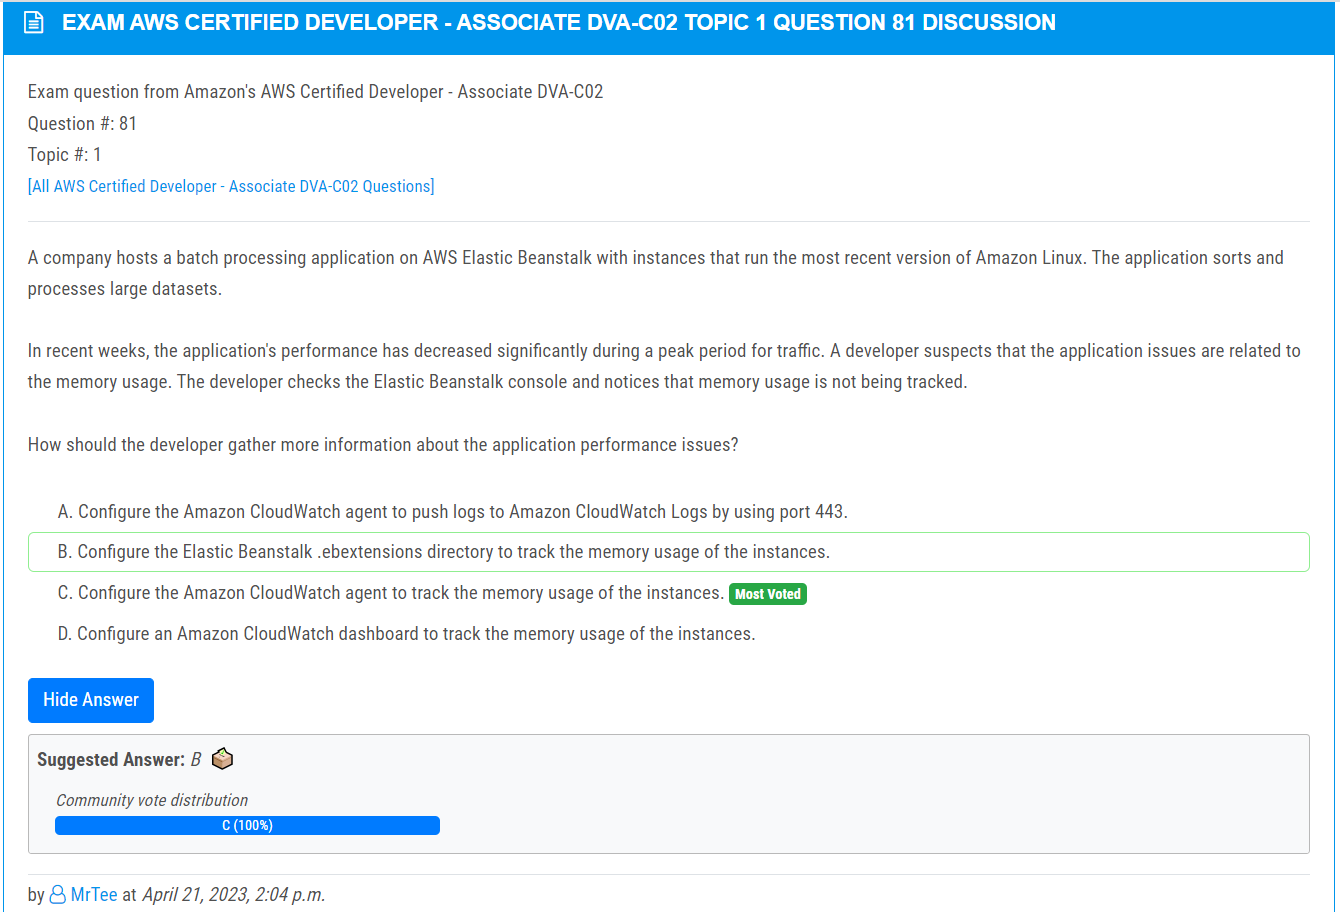 EXAM AWS CERTIFIED DEVELOPER - ASSOCIATE DVA-C02 TOPIC 1 QUESTION 81 DISCUSSION
Exam question from Amazon's AWS Certified Developer - Associate DVA-C02
Question #: 81
Topic #: 1
[All AWS Certified Developer - Associate DVA-C02 Questions]
A company hosts a batch processing application on AWS Elastic Beanstalk with instances that run the most recent version of Amazon Linux. The application sorts and
processes large datasets.
In recent weeks, the application's performance has decreased significantly during a peak period for traffic. A developer suspects that the application issues are related to
the memory usage. The developer checks the Elastic Beanstalk console and notices that memory usage is not being tracked.
How should the developer gather more information about the application performance issues?
A. Configure the Amazon CloudWatch agent to push logs to Amazon CloudWatch Logs by using port 443.
B. Configure the Elastic Beanstalk .ebextensions directory to track the memory usage of the instances.
C. Configure the Amazon CloudWatch agent to track the memory usage of the instances. Most Voted
D. Configure an Amazon CloudWatch dashboard to track the memory usage of the instances.
Hide Answer
Suggested Answer: B
Community vote distribution
C (100%)
by MrTee at April 21, 2023, 2:04 p.m.